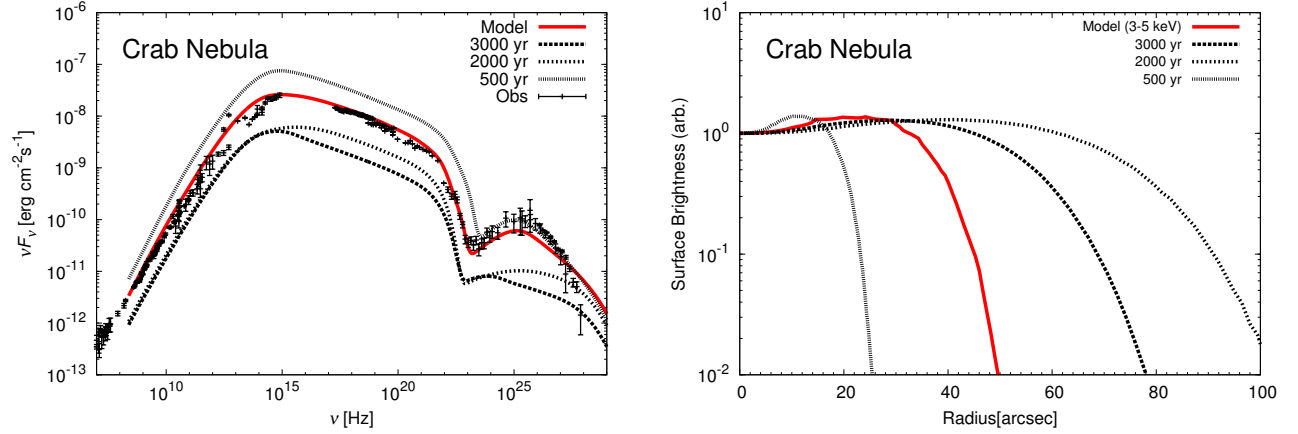 Crab Nebula
Model
3000 yr
2000 yr
500 yr
Obs
10^-7
10^-8
10^-9
10^-10
10^-11
10^-12
10^-13
νF_ν [erg cm^-2 s^-1]
10^10
10^15
10^20
10^25
ν [Hz]
Crab Nebula
Model (3-5 keV)
3000 yr
2000 yr
500 yr
10^1
10^0
10^-1
10^-2
Surface Brightness (arb.)
0
20
40
60
80
100
Radius[arcsec]